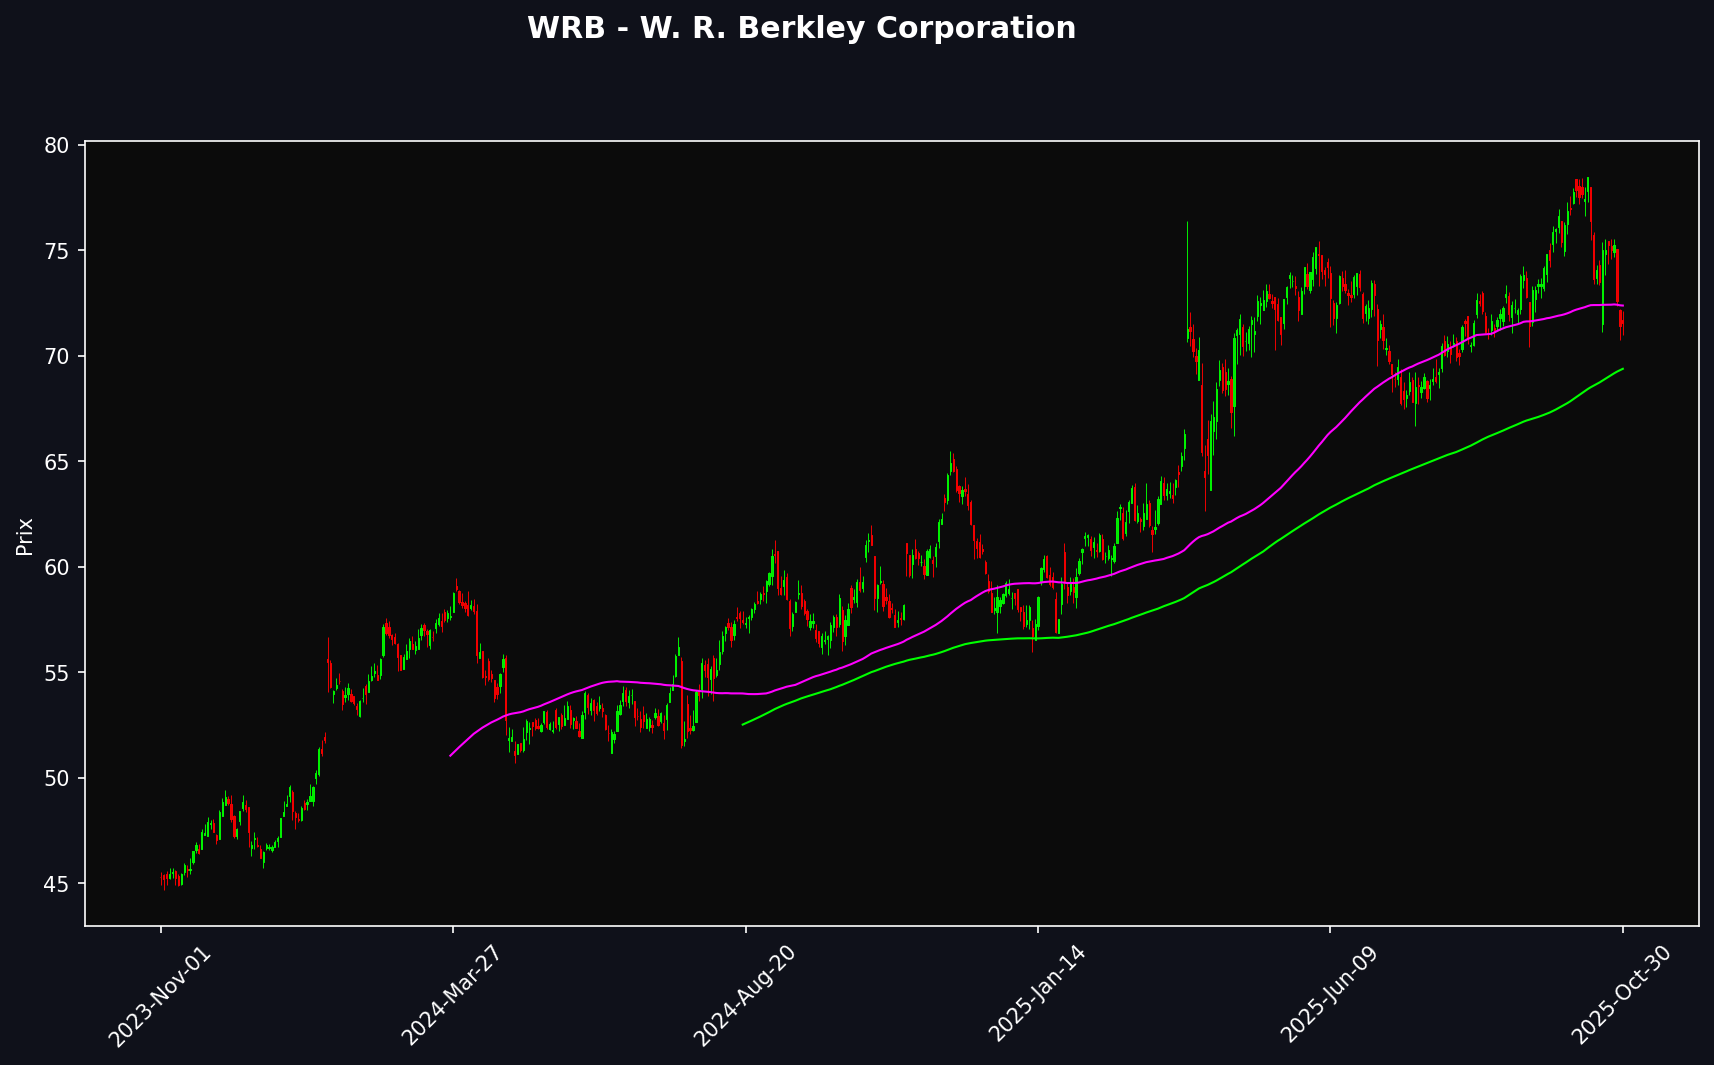 WRB - W. R. Berkley Corporation
Prix
80
75
70
65
60
55
50
45
2023-Nov-01
2024-Mar-27
2024-Aug-20
2025-Jan-14
2025-Jun-09
2025-Oct-30